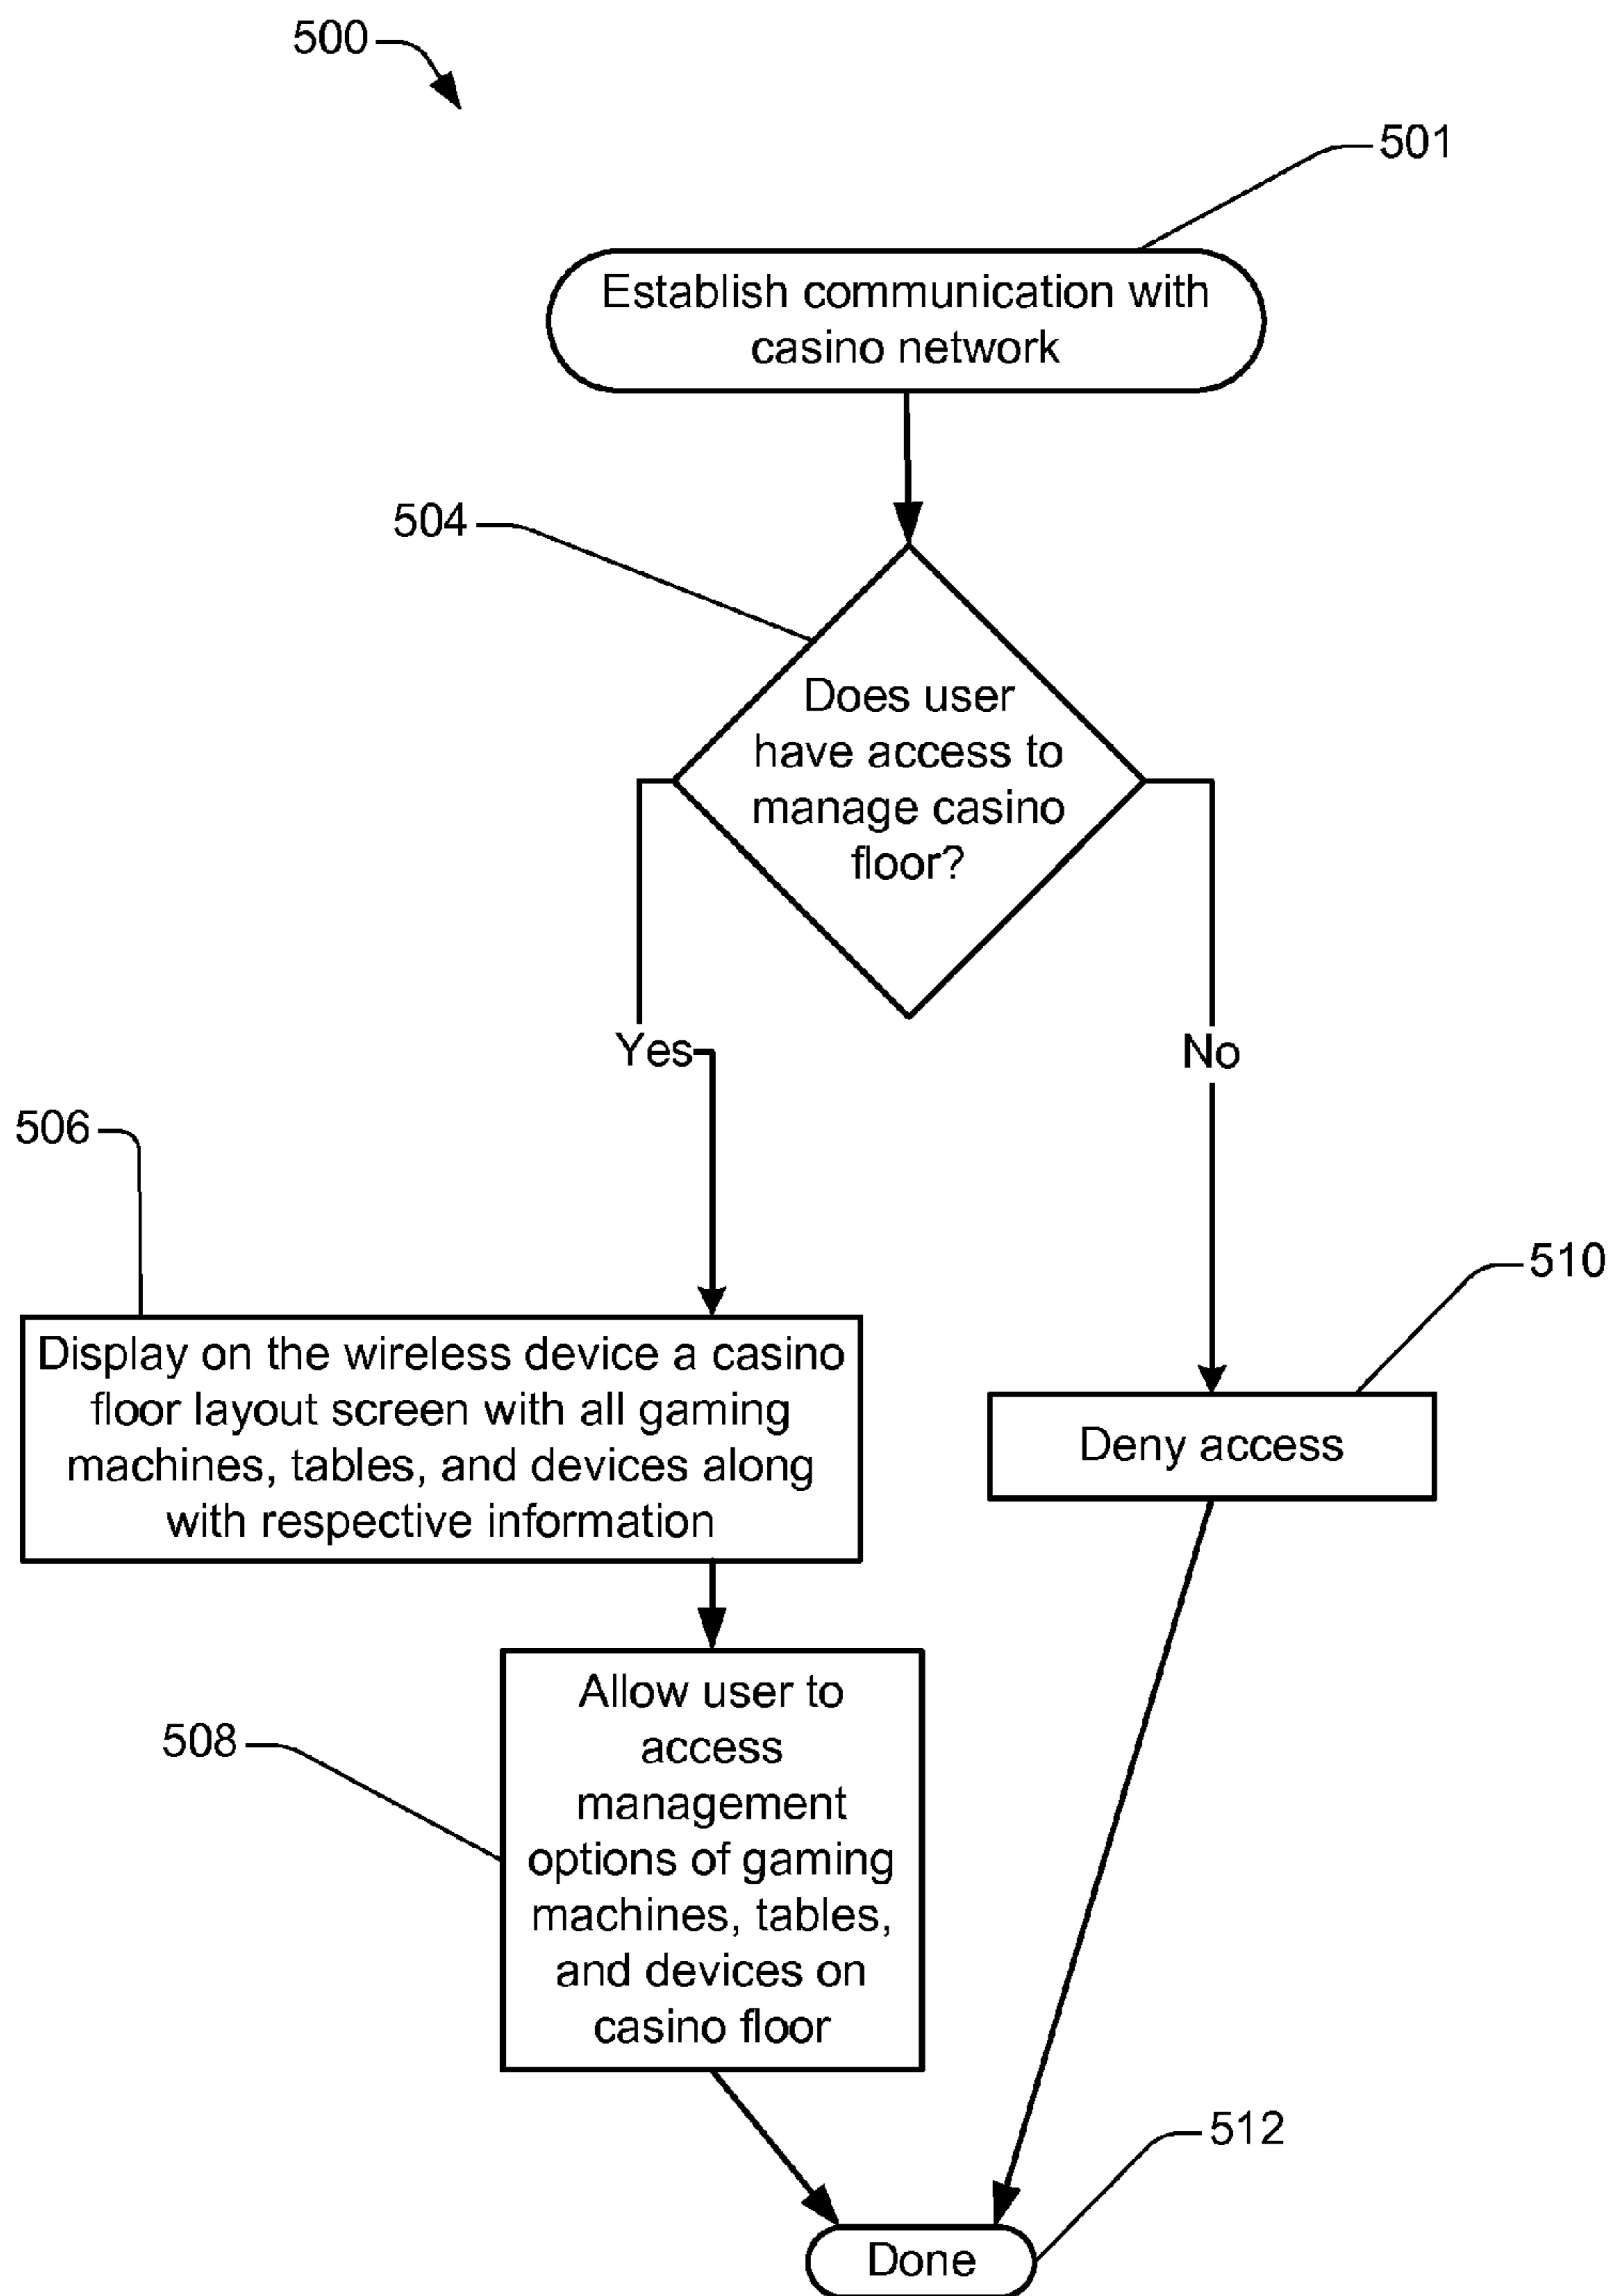 500
501
Establish communication with
casino network
504
Does user
have access to
manage casino
floor?
Yes
No
506
510
Display on the wireless device a casino
floor layout screen with all gaming
machines, tables, and devices along
with respective information
Deny access
508
Allow user to
access
management
options of gaming
machines, tables,
and devices on
casino floor
512
Done